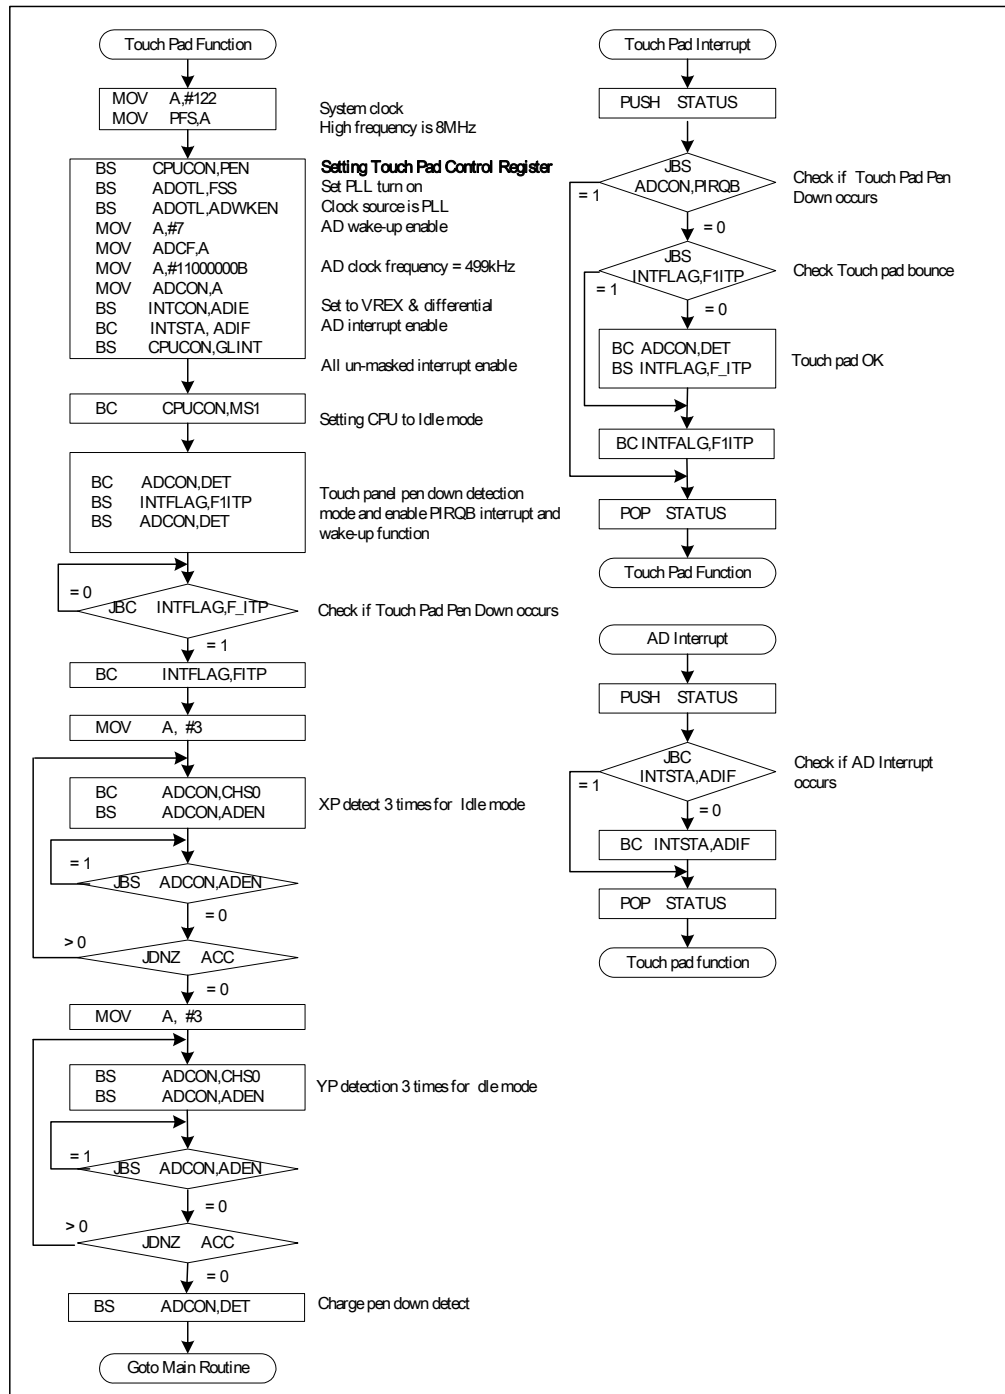 Touch Pad Function
MOV A,#122
MOV PFS,A
System clock
High frequency is 8MHz
BS CPUCON,PEN
BS ADOTL,FSS
BS ADOTL,ADWKEN
MOV A,#7
MOV ADCF,A
MOV A,#11000000B
MOV ADCON,A
BS INTCON,ADIE
BC INTSTA, ADIF
BS CPUCON,GLINT
Setting Touch Pad Control Register
Set PLL turn on
Clock source is PLL
AD wake-up enable
AD clock frequency = 499kHz
Set to VREX & differential
AD interrupt enable
All un-masked interrupt enable
BC CPUCON,MS1
Setting CPU to Idle mode
BC ADCON,DET
BS INTFLAG,F1ITP
BS ADCON,DET
Touch panel pen down detection
mode and enable PIRQB interrupt and
wake-up function
= 0
JBC INTFLAG,F_ITP
Check if Touch Pad Pen Down occurs
= 1
BC INTFLAG,FITP
MOV A, #3
BC ADCON,CHS0
BS ADCON,ADEN
XP detect 3 times for Idle mode
= 1
JBS ADCON,ADEN
= 0
> 0
JDNZ ACC
= 0
MOV A, #3
BS ADCON,CHS0
BS ADCON,ADEN
YP detection 3 times for dle mode
= 1
JBS ADCON,ADEN
= 0
> 0
JDNZ ACC
= 0
BS ADCON,DET
Charge pen down detect
Goto Main Routine
Touch Pad Interrupt
PUSH STATUS
JBS
ADCON,PIRQB
Check if Touch Pad Pen
Down occurs
= 1
= 0
JBS
INTFLAG,F1ITP
Check Touch pad bounce
= 1
= 0
BC ADCON,DET
BS INTFLAG,F_ITP
Touch pad OK
BC INTFALG,F1ITP
POP STATUS
Touch Pad Function
AD Interrupt
PUSH STATUS
JBC
INTSTA,ADIF
Check if AD Interrupt
occurs
= 1
= 0
BC INTSTA,ADIF
POP STATUS
Touch pad function